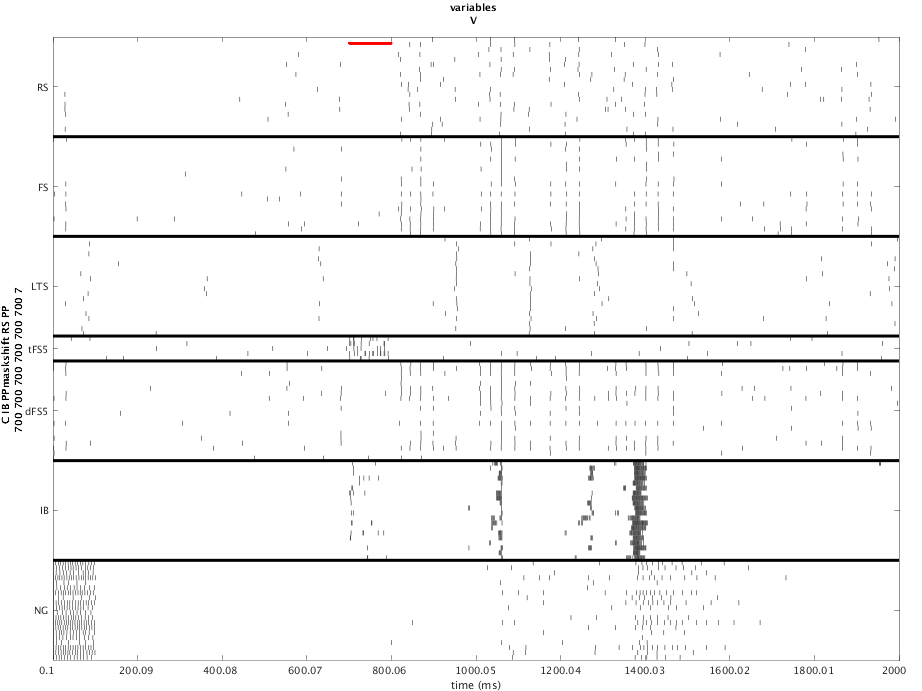 variables
V
RS
FS
LTS
tFS5
dFS5
IB
NG
C IB PPmaskshift RS PP
700 700 700 700 700 700 7
0.1 200.09 400.08 600.07 800.06 1000.05 1200.04 1400.03 1600.02 1800.01 2000
time (ms)